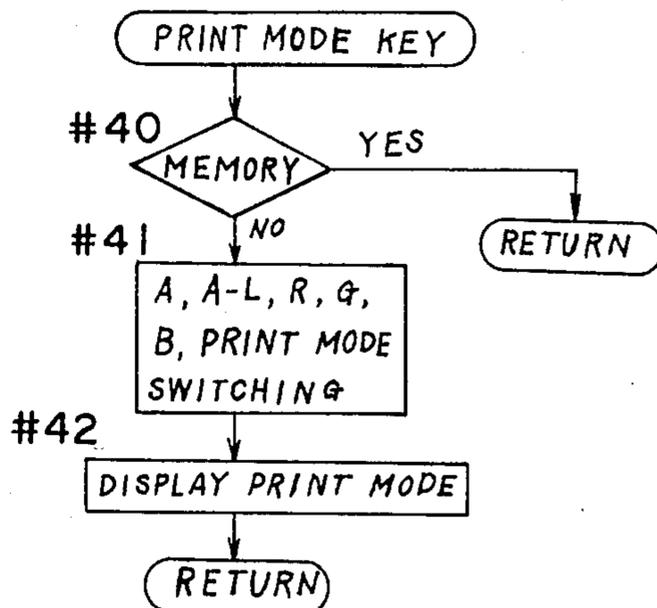 PRINT MODE KEY
#40
MEMORY
YES
NO
RETURN
#41
A, A-L, R, G,
B, PRINT MODE
SWITCHING
#42
DISPLAY PRINT MODE
RETURN